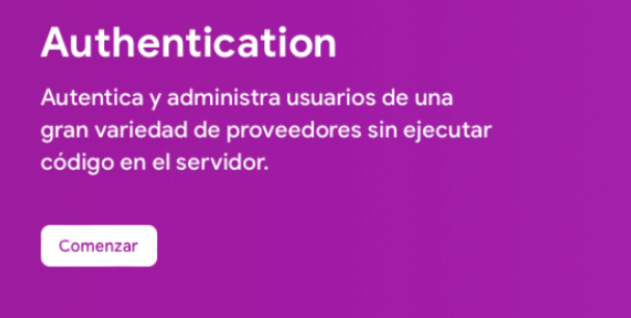 Authentication
Autentica y administra usuarios de una
gran variedad de proveedores sin ejecutar
código en el servidor.
Comenzar